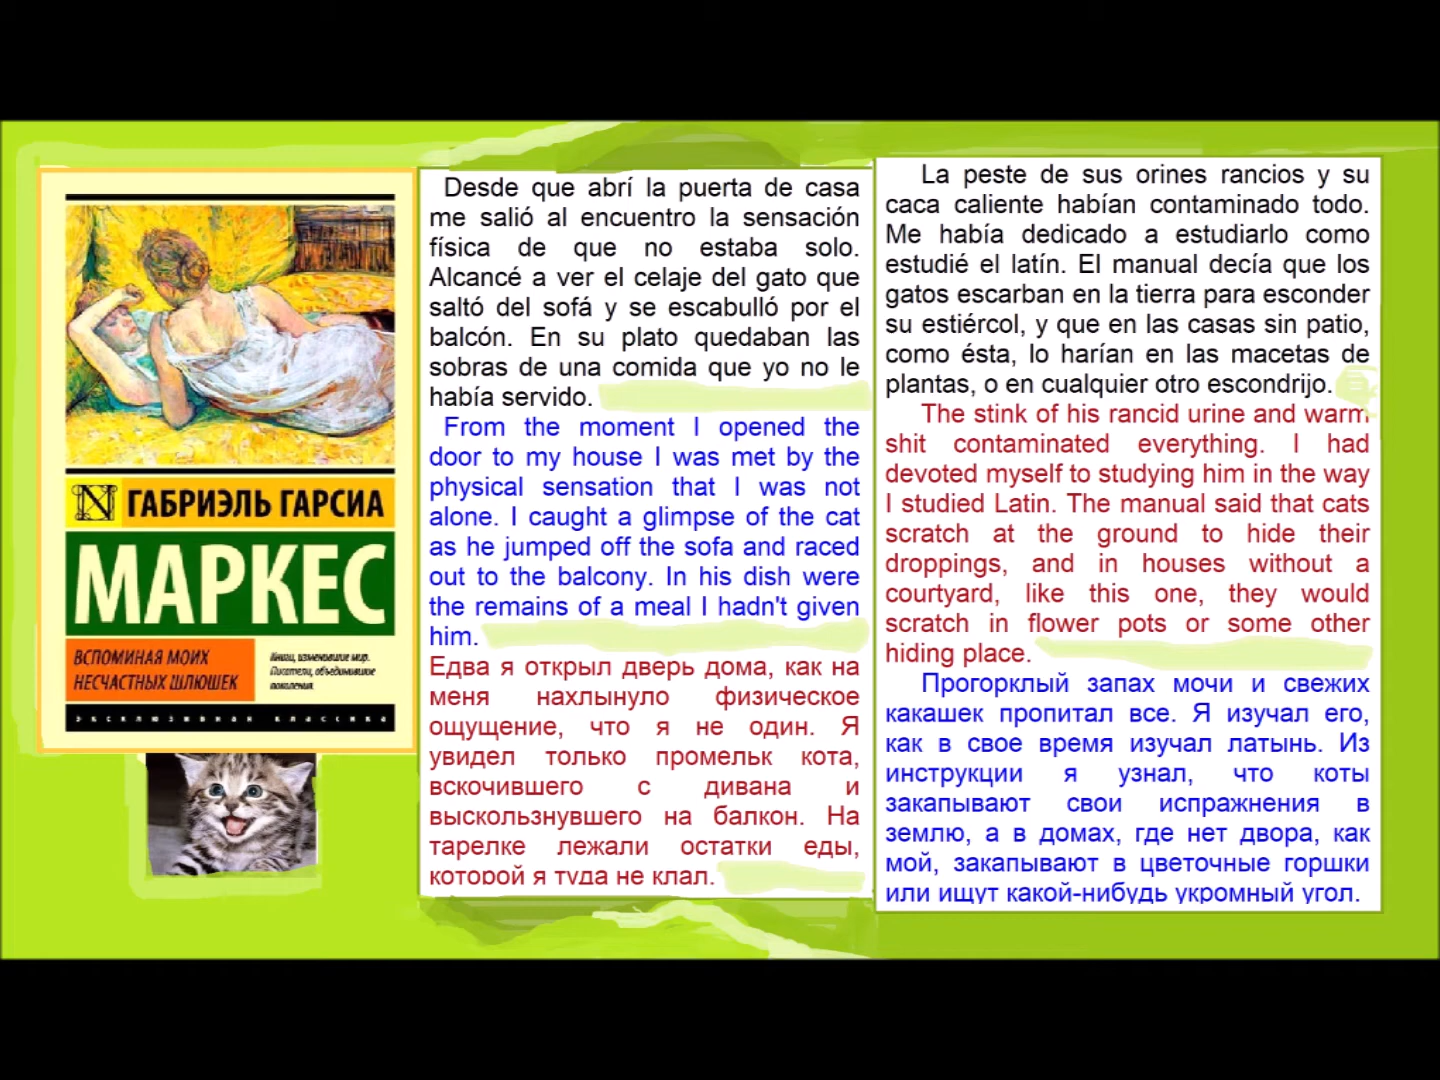 ГАБРИЭЛЬ ГАРСИА
МАРКЕС
ВСПОМИНАЯ МОИХ
НЕСЧАСТНЫХ ШЛЮШЕК
Книги, изменившие мир.
Писатели, объединившие
поколения.
эксклюзивная классика
Desde que abrí la puerta de casa
me salió al encuentro la sensación
física de que no estaba solo.
Alcancé a ver el celaje del gato que
saltó del sofá y se escabulló por el
balcón. En su plato quedaban las
sobras de una comida que yo no le
había servido.
From the moment I opened the
door to my house I was met by the
physical sensation that I was not
alone. I caught a glimpse of the cat
as he jumped off the sofa and raced
out to the balcony. In his dish were
the remains of a meal I hadn't given
him.
Едва я открыл дверь дома, как на
меня нахлынуло физическое
ощущение, что я не один. Я
увидел только промельк кота,
вскочившего с дивана и
выскользнувшего на балкон. На
тарелке лежали остатки еды,
которой я туда не клал.
La peste de sus orines rancios y su
caca caliente habían contaminado todo.
Me había dedicado a estudiarlo como
estudié el latín. El manual decía que los
gatos escarban en la tierra para esconder
su estiércol, y que en las casas sin patio,
como ésta, lo harían en las macetas de
plantas, o en cualquier otro escondrijo.
The stink of his rancid urine and warm
shit contaminated everything. I had
devoted myself to studying him in the way
I studied Latin. The manual said that cats
scratch at the ground to hide their
droppings, and in houses without a
courtyard, like this one, they would
scratch in flower pots or some other
hiding place.
Прогорклый запах мочи и свежих
какашек пропитал все. Я изучал его,
как в свое время изучал латынь. Из
инструкции я узнал, что коты
закапывают свои испражнения в
землю, а в домах, где нет двора, как
мой, закапывают в цветочные горшки
или ищут какой-нибудь укромный угол.